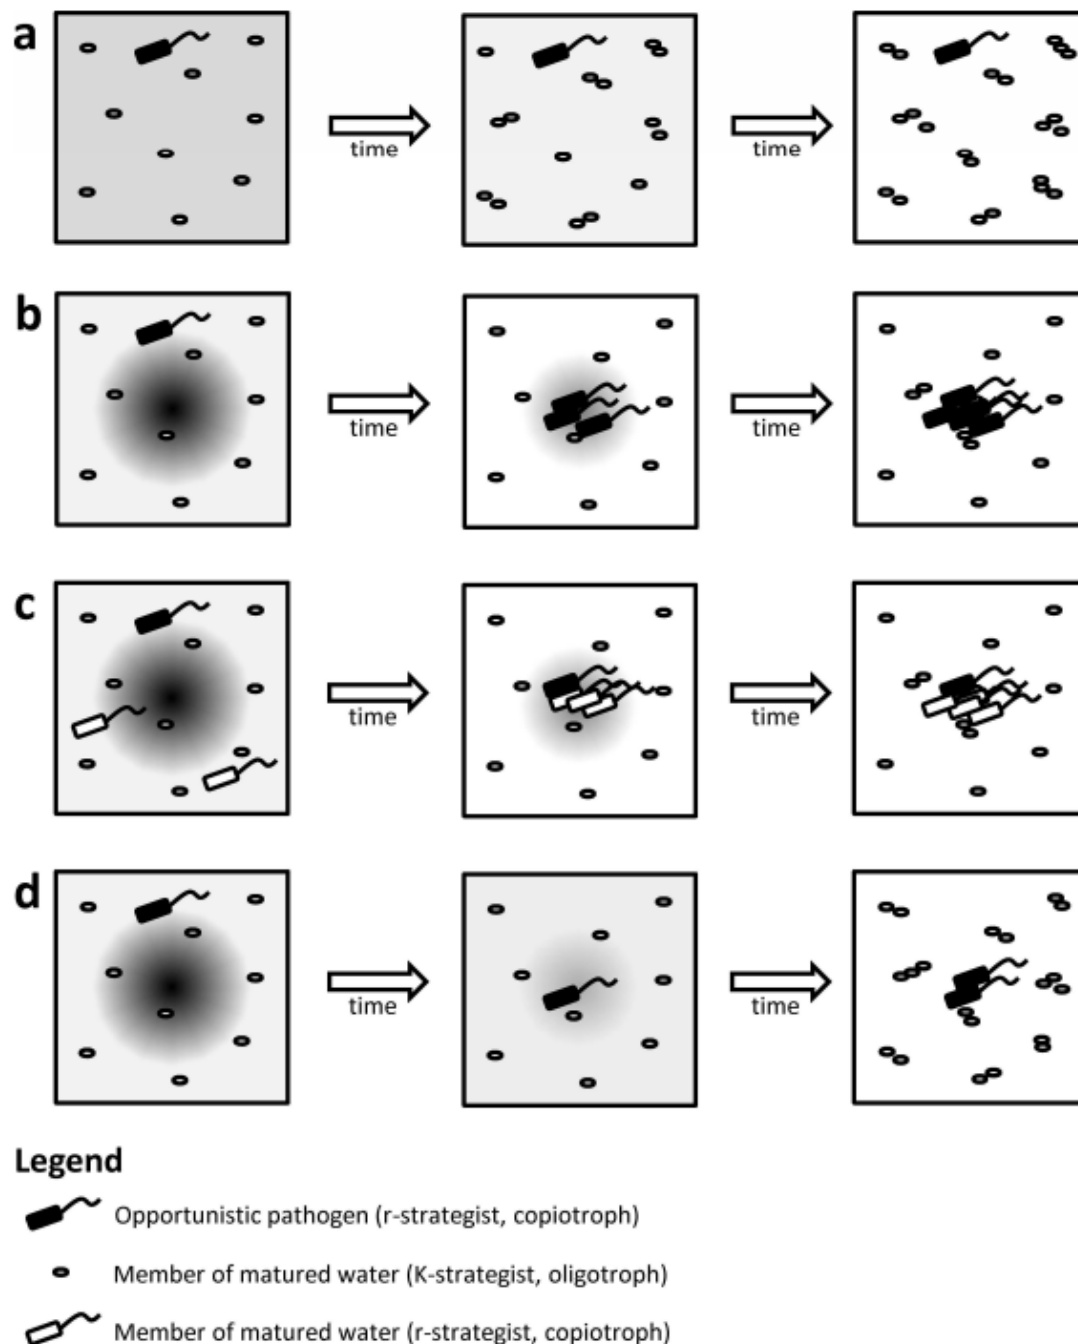 a
time
time
b
time
time
c
time
time
d
time
time
Legend
Opportunistic pathogen (r-strategist, copiotroph)
Member of matured water (K-strategist, oligotroph)
Member of matured water (r-strategist, copiotroph)